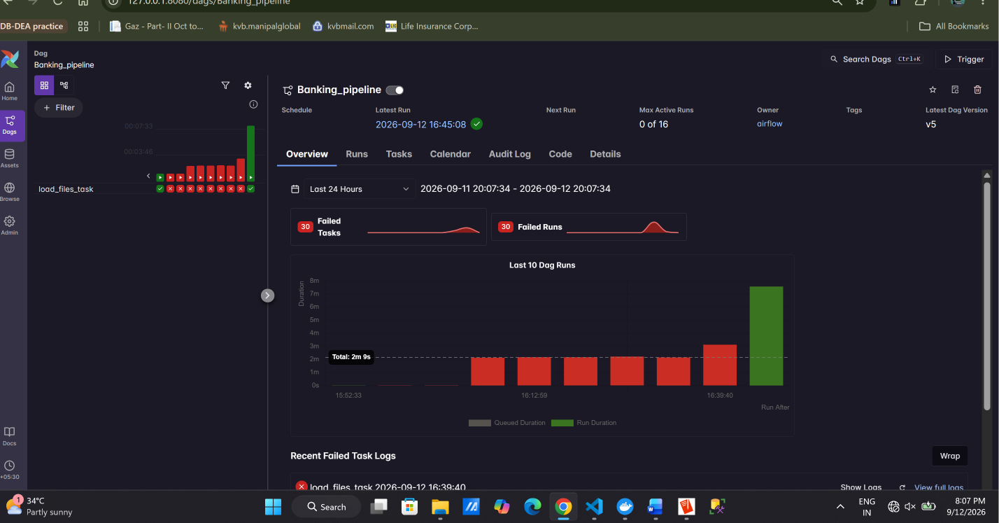 127.0.0.1:8080/dags/Banking_pipeline
DB-DEA practice
Gaz - Part- II Oct to...
kvb.manipalglobal
kvbmail.com
Life Insurance Corp...
All Bookmarks
Dag
Banking_pipeline
Search Dags Ctrl+K
Trigger
Home
Dags
Assets
Browse
Admin
Docs
+05:30
+ Filter
00:07:33
00:03:46
load_files_task
Banking_pipeline
Schedule
Latest Run
Next Run
Max Active Runs
Owner
Tags
Latest Dag Version
2026-09-12 16:45:08
0 of 16
airflow
v5
Overview
Runs
Tasks
Calendar
Audit Log
Code
Details
Last 24 Hours
2026-09-11 20:07:34 - 2026-09-12 20:07:34
30
Failed
Tasks
30
Failed Runs
Last 10 Dag Runs
Duration
8m
7m
6m
5m
4m
3m
2m
1m
0s
Total: 2m 9s
15:52:33
16:12:59
16:39:40
Run After
Queued Duration
Run Duration
Recent Failed Task Logs
Wrap
load_files_task 2026-09-12 16:39:40
Show Logs
View full logs
1
34°C
Partly sunny
Search
ENG
IN
8:07 PM
9/12/2026